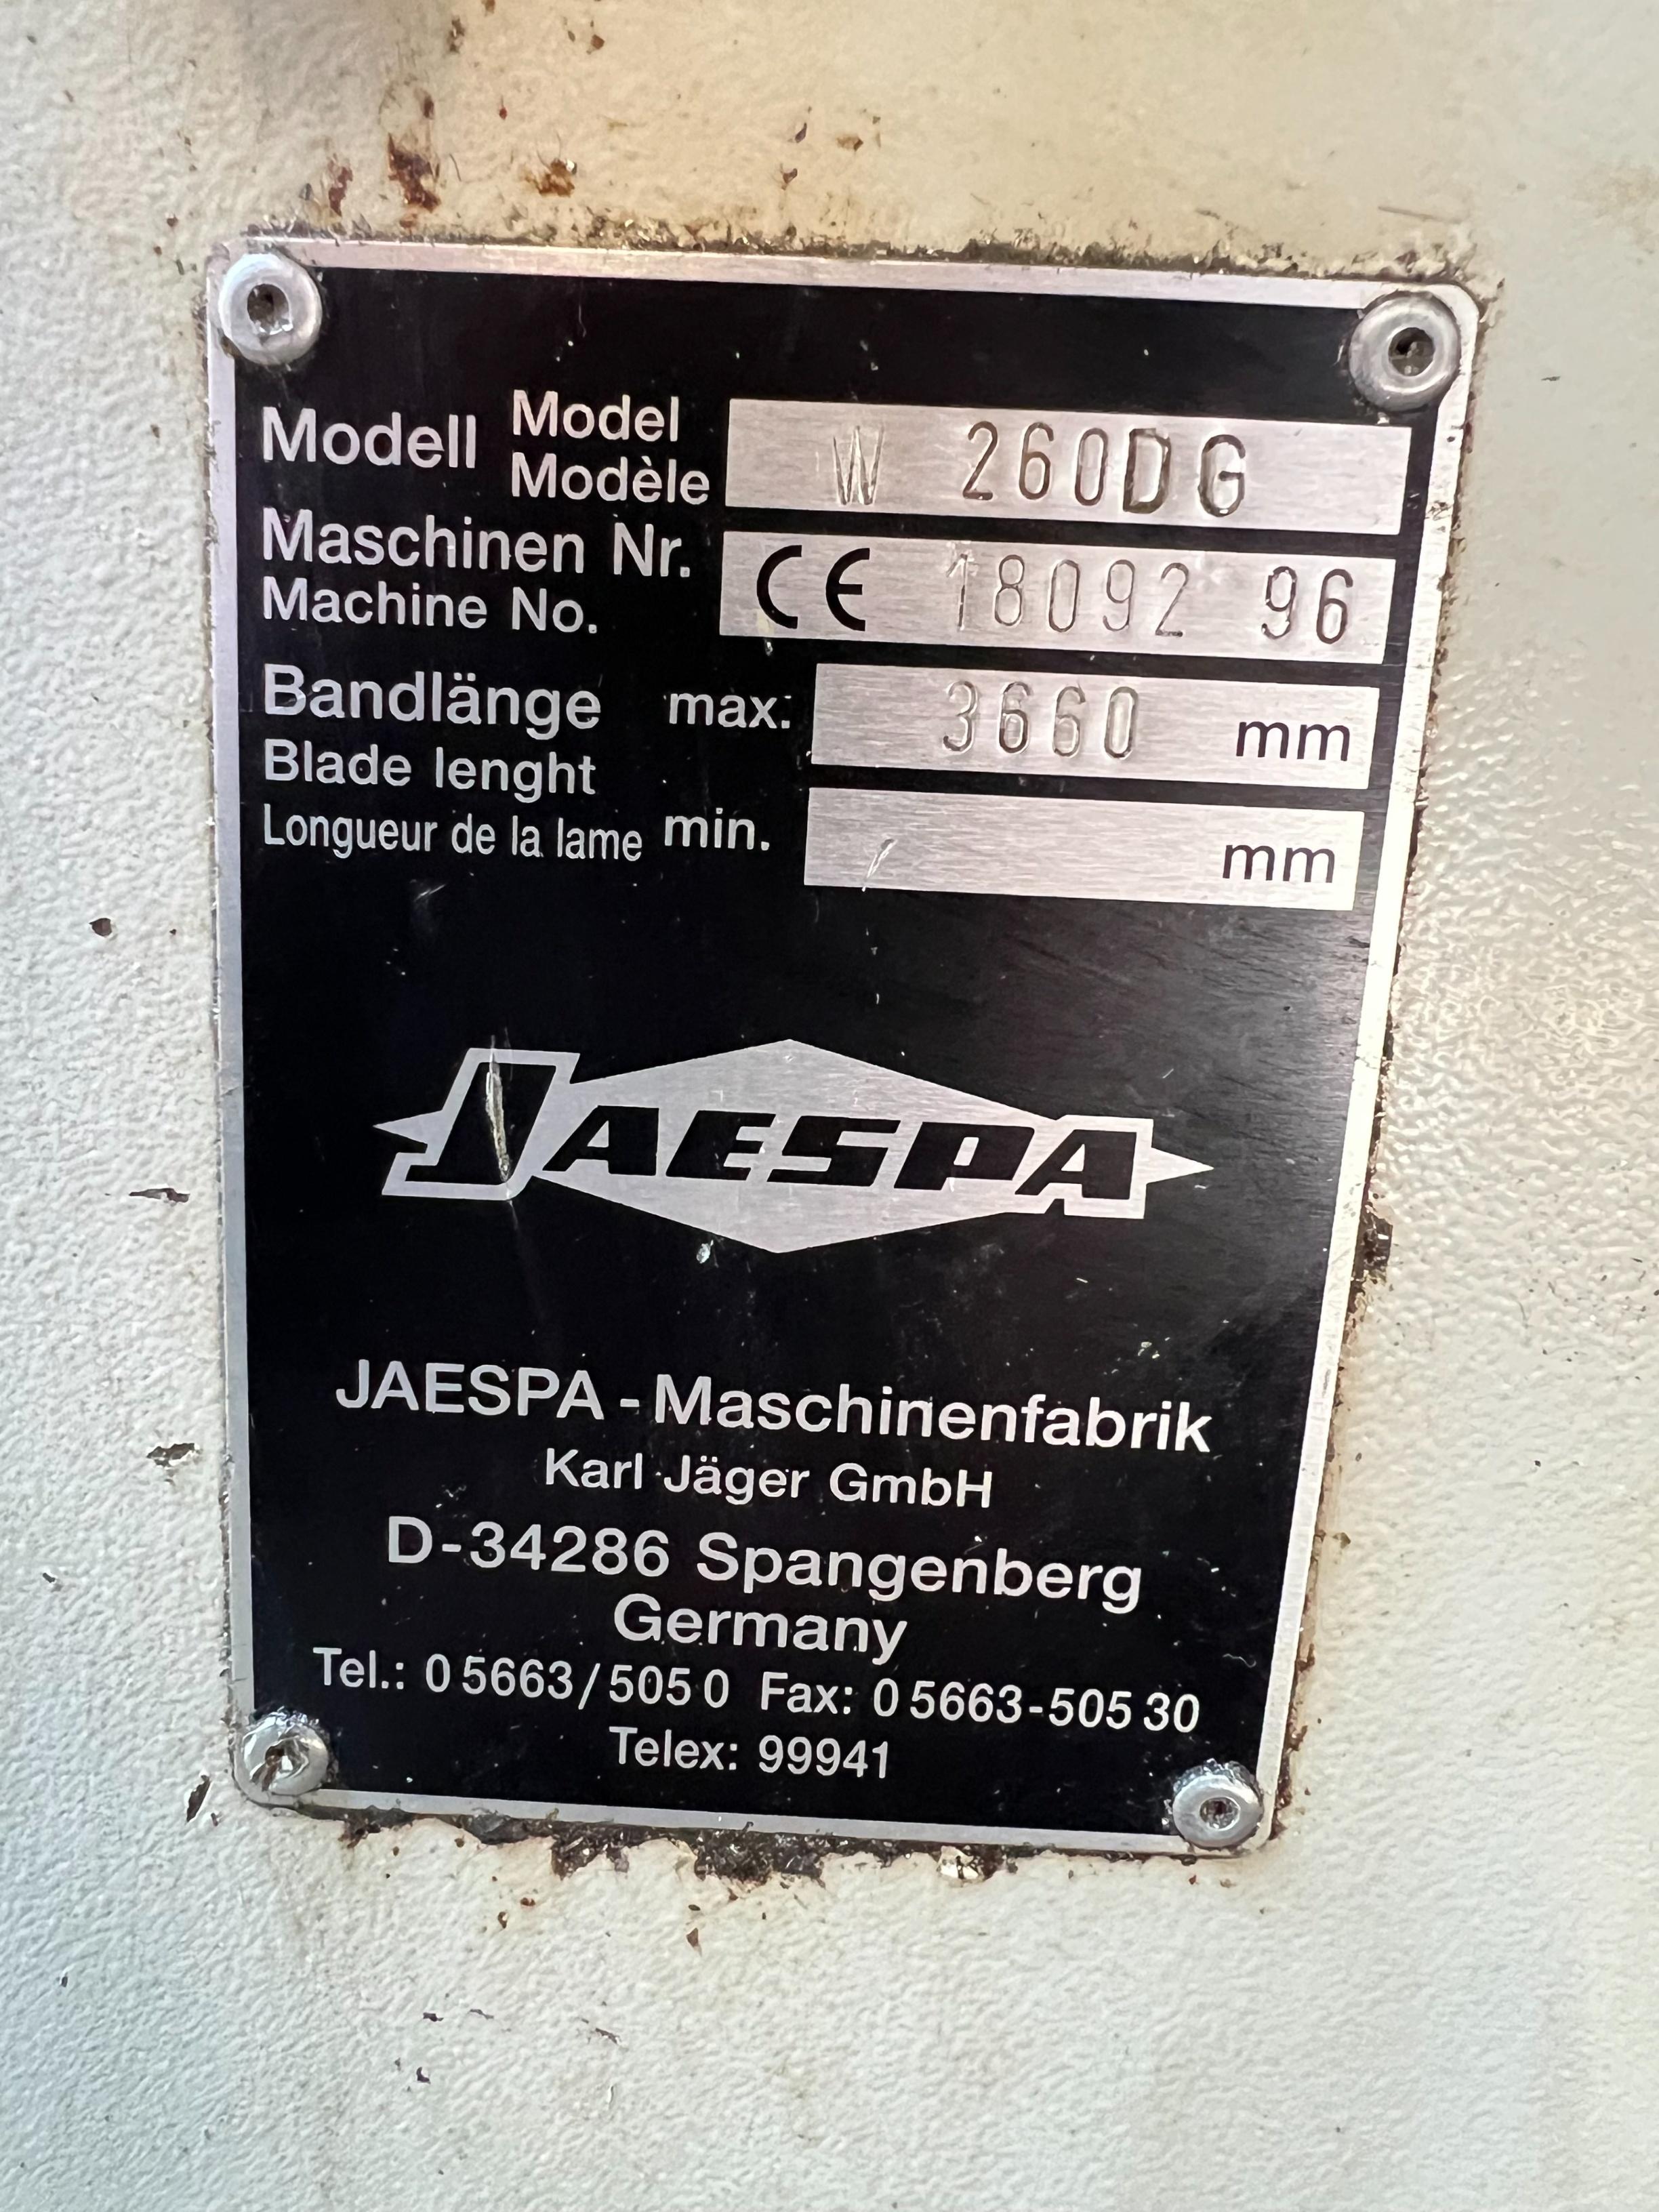 Modell Model Modèle W 260DG
Maschinen Nr. Machine No. CE 18092 96
Bandlänge max: 3660 mm
Blade lenght
Longueur de la lame min. mm
JAESPA
JAESPA - Maschinenfabrik
Karl Jäger GmbH
D-34286 Spangenberg
Germany
Tel.: 0 5663/505 0 Fax: 0 5663-505 30
Telex: 99941